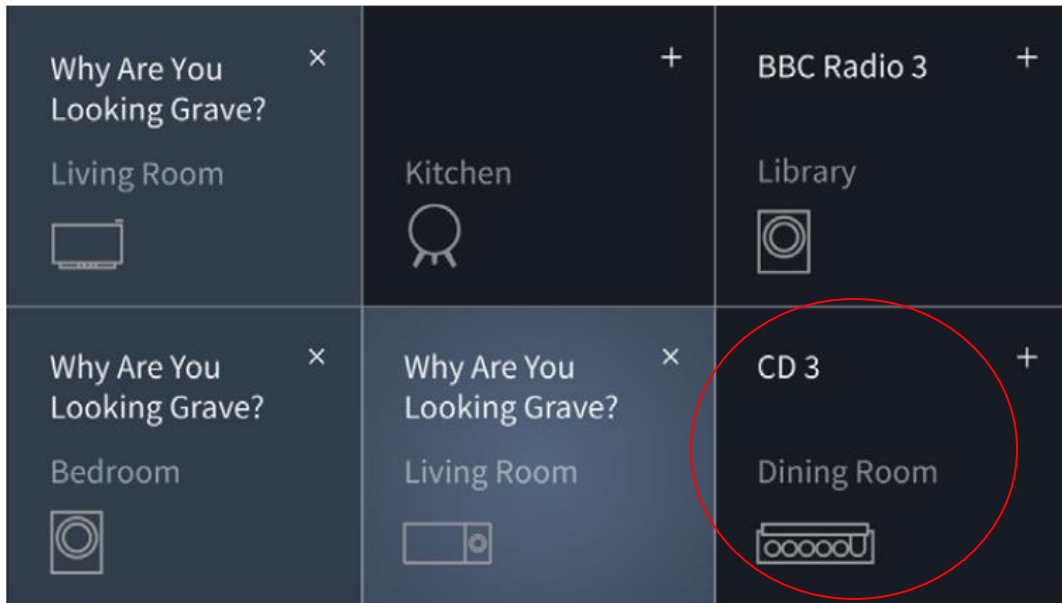 Why Are You
Looking Grave?
Living Room
Kitchen
BBC Radio 3
Library
Why Are You
Looking Grave?
Bedroom
Why Are You
Looking Grave?
Living Room
CD 3
Dining Room